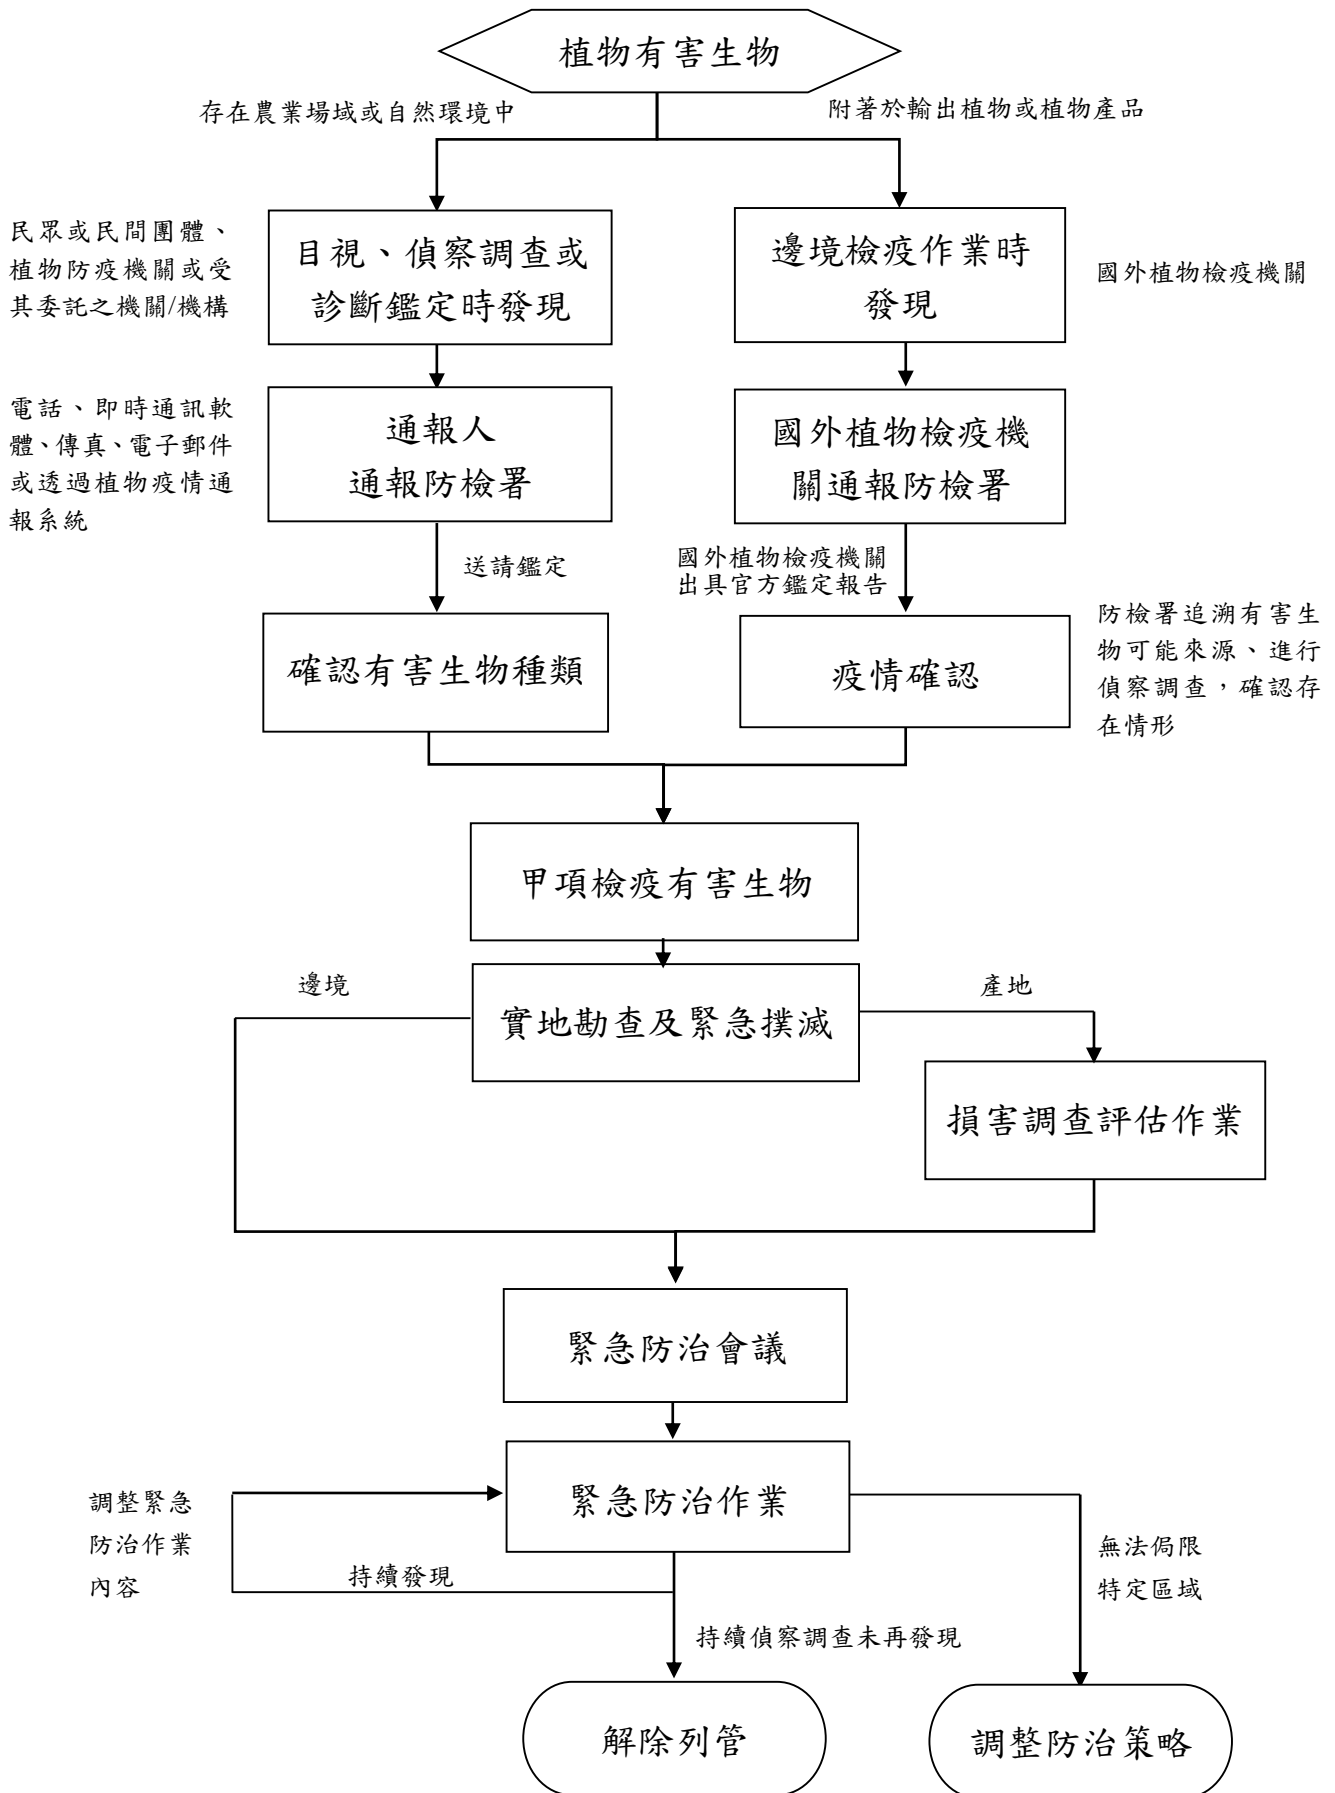 植物有害生物
存在農業場域或自然環境中
附著於輸出植物或植物產品
民眾或民間團體、
植物防疫機關或受
其委託之機關/機構
目視、偵察調查或
診斷鑑定時發現
邊境檢疫作業時
發現
國外植物檢疫機關
電話、即時通訊軟
體、傳真、電子郵件
或透過植物疫情通
報系統
通報人
通報防檢署
國外植物檢疫機
關通報防檢署
送請鑑定
國外植物檢疫機關
出具官方鑑定報告
確認有害生物種類
疫情確認
防檢署追溯有害生
物可能來源、進行
偵察調查，確認存
在情形
甲項檢疫有害生物
邊境
實地勘查及緊急撲滅
產地
損害調查評估作業
緊急防治會議
緊急防治作業
調整緊急
防治作業
內容
持續發現
無法侷限
特定區域
持續偵察調查未再發現
解除列管
調整防治策略